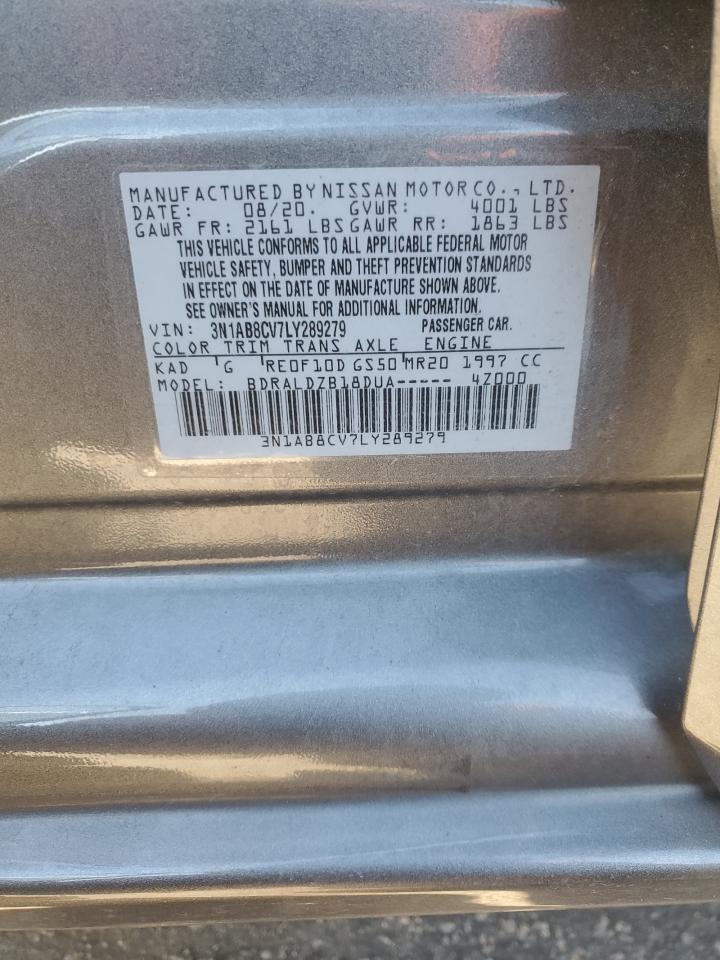 MANUFACTURED BY NISSAN MOTOR CO., LTD.
DATE: 08/20. GVWR: 4001 LBS
GAWR FR: 2161 LBS GAWR RR: 1863 LBS
THIS VEHICLE CONFORMS TO ALL APPLICABLE FEDERAL MOTOR
VEHICLE SAFETY, BUMPER AND THEFT PREVENTION STANDARDS
IN EFFECT ON THE DATE OF MANUFACTURE SHOWN ABOVE.
SEE OWNER'S MANUAL FOR ADDITIONAL INFORMATION.
VIN: 3N1AB8CV7LY289279 PASSENGER CAR.
COLOR TRIM TRANS AXLE ENGINE
KAD G RE0F10D GS50 MR20 1997 CC
MODEL: BDRALDZB18DUA----- 4Z000
3N1AB8CV7LY289279